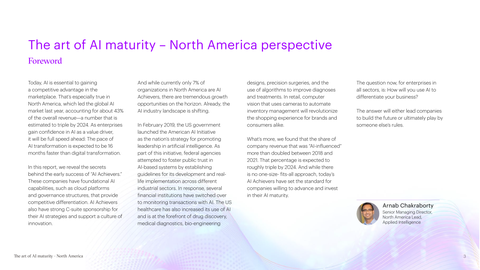 The art of AI maturity – North America perspective
Foreword
Today, AI is essential to gaining
a competitive advantage in the
marketplace. That's especially true in
North America, which led the global AI
market last year, accounting for about 43%
of the overall revenue—a number that is
estimated to triple by 2024. As enterprises
gain confidence in AI as a value driver,
it will be full speed ahead. The pace of
AI transformation is expected to be 16
months faster than digital transformation.
In this report, we reveal the secrets
behind the early success of "AI Achievers."
These companies have foundational AI
capabilities, such as cloud platforms
and governance structures, that provide
competitive differentiation. AI Achievers
also have strong C-suite sponsorship for
their AI strategies and support a culture of
innovation.
And while currently only 7% of
organizations in North America are AI
Achievers, there are tremendous growth
opportunities on the horizon. Already, the
AI industry landscape is shifting.
In February 2019, the US government
launched the American AI Initiative
as the nation's strategy for promoting
leadership in artificial intelligence. As
part of this initiative, federal agencies
attempted to foster public trust in
AI-based systems by establishing
guidelines for its development and real-
life implementation across different
industrial sectors. In response, several
financial institutions have switched over
to monitoring transactions with AI. The US
healthcare has also increased its use of AI
and is at the forefront of drug discovery,
medical diagnostics, bio-engineering
designs, precision surgeries, and the
use of algorithms to improve diagnoses
and treatments. In retail, computer
vision that uses cameras to automate
inventory management will revolutionize
the shopping experience for brands and
consumers alike.
What's more, we found that the share of
company revenue that was "AI-influenced"
more than doubled between 2018 and
2021. That percentage is expected to
roughly triple by 2024. And while there
is no one-size- fits-all approach, today's
AI Achievers have set the standard for
companies willing to advance and invest
in their AI maturity.
The question now, for enterprises in
all sectors, is: How will you use AI to
differentiate your business?
The answer will either lead companies
to build the future or ultimately play by
someone else's rules.
Arnab Chakraborty
Senior Managing Director,
North America Lead,
Applied Intelligence
The art of AI maturity - North America